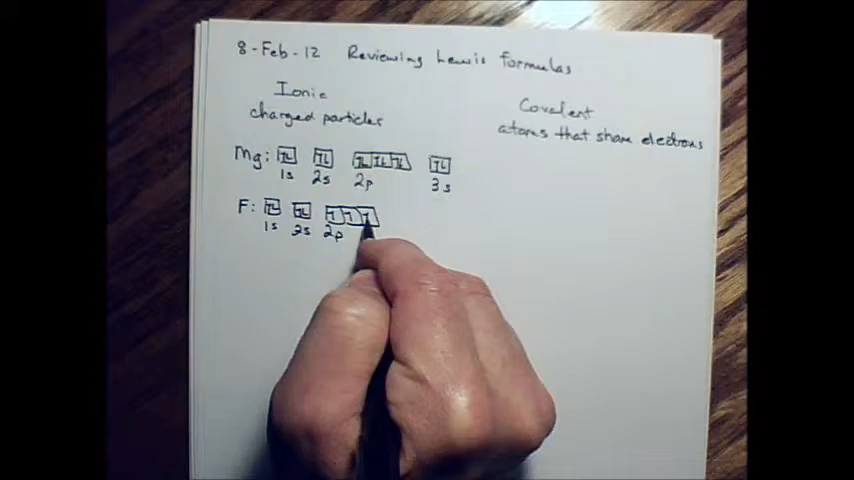 8-Feb-12 Reviewing Lewis formulas
Ionic
charged particles
Covalent
atoms that share electrons
Mg: ↑↓ ↑↓ ↑↓ ↑↓ ↑↓ ↑↓
1s 2s 2p 3s
F: ↑↓ ↑↓ ↑ ↑ ↑
1s 2s 2p